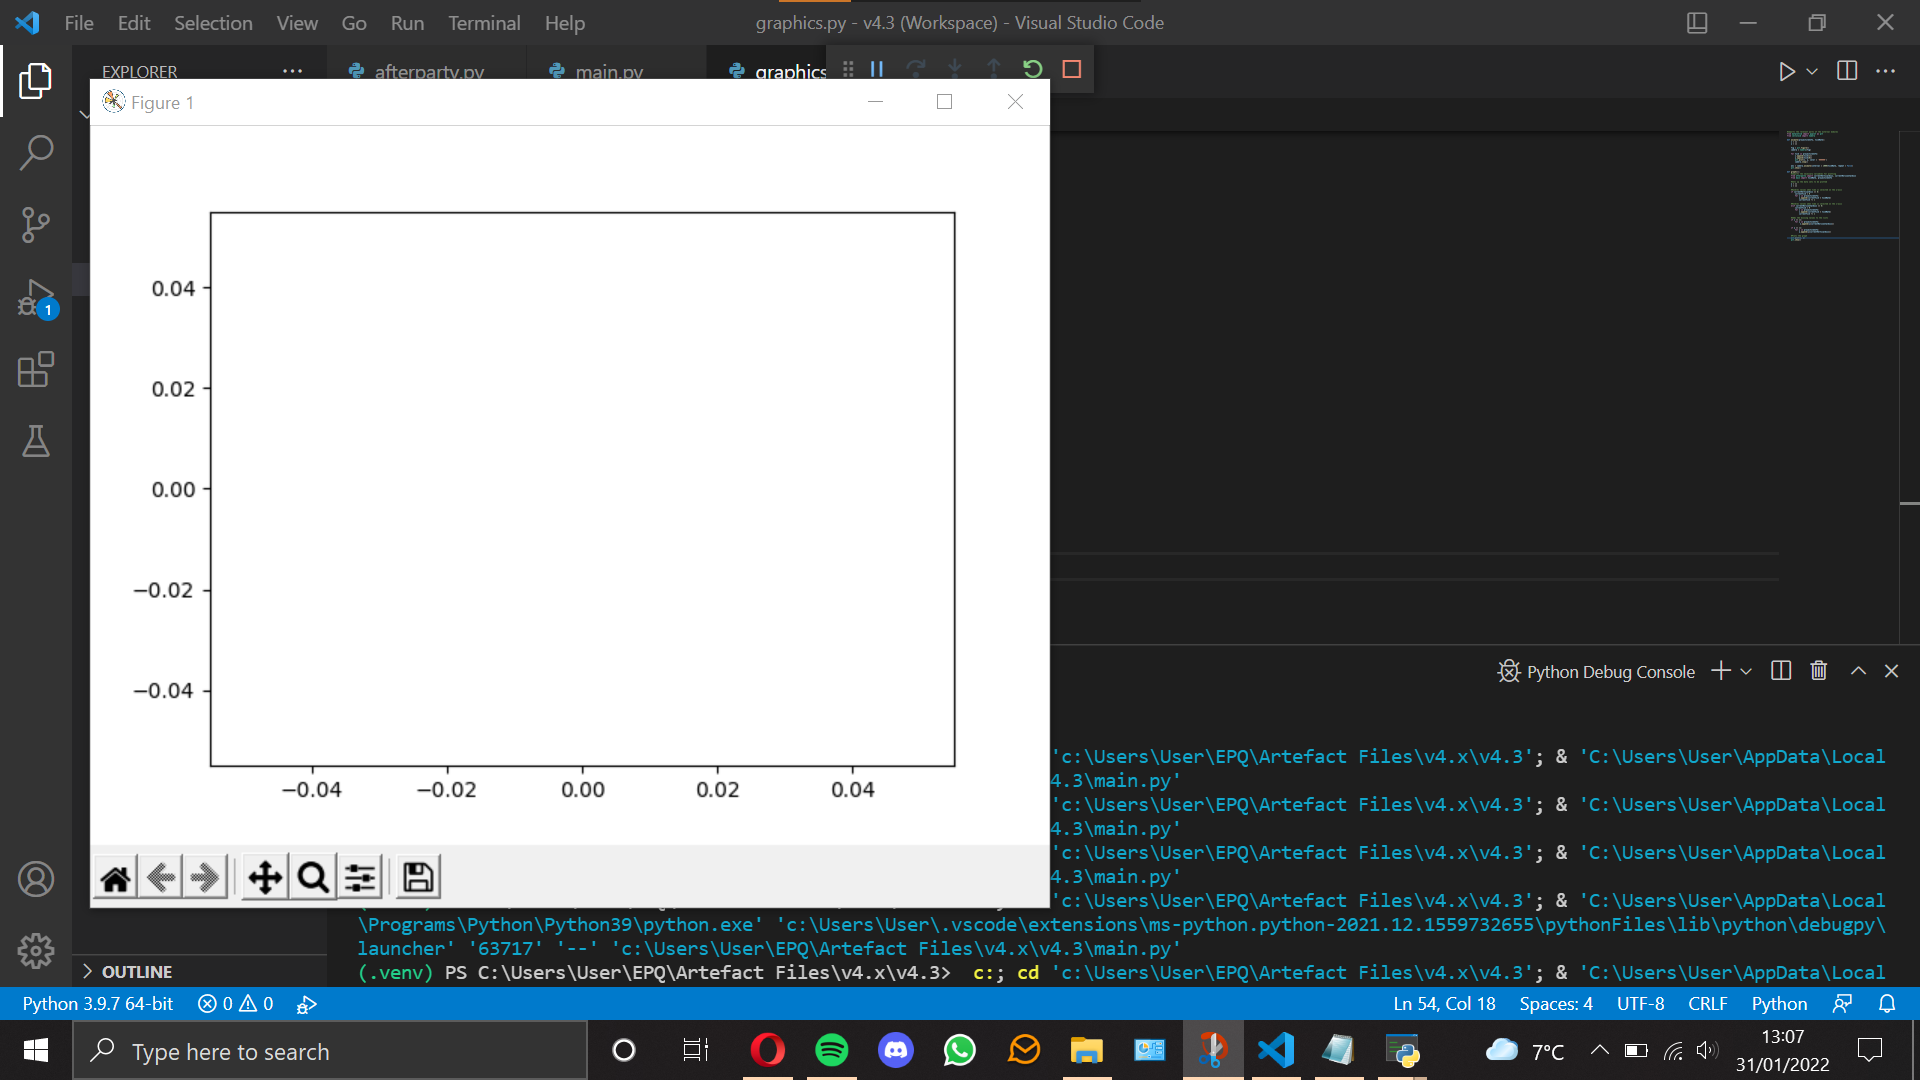 File Edit Selection View Go Run Terminal Help
graphics.py - v4.3 (Workspace) - Visual Studio Code
EXPLORER
afterparty.py
main.py
graphics
Figure 1
0.04
0.02
0.00
−0.02
−0.04
−0.04 −0.02 0.00 0.02 0.04
1
Python Debug Console
'c:\Users\User\EPQ\Artefact Files\v4.x\v4.3'; & 'C:\Users\User\AppData\Local
4.3\main.py'
'c:\Users\User\EPQ\Artefact Files\v4.x\v4.3'; & 'C:\Users\User\AppData\Local
4.3\main.py'
'c:\Users\User\EPQ\Artefact Files\v4.x\v4.3'; & 'C:\Users\User\AppData\Local
4.3\main.py'
'c:\Users\User\EPQ\Artefact Files\v4.x\v4.3'; & 'C:\Users\User\AppData\Local
\Programs\Python\Python39\python.exe' 'c:\Users\User\.vscode\extensions\ms-python.python-2021.12.1559732655\pythonFiles\lib\python\debugpy\
launcher' '63717' '--' 'c:\Users\User\EPQ\Artefact Files\v4.x\v4.3\main.py'
(.venv) PS C:\Users\User\EPQ\Artefact Files\v4.x\v4.3> c:; cd 'c:\Users\User\EPQ\Artefact Files\v4.x\v4.3'; & 'C:\Users\User\AppData\Local
OUTLINE
Python 3.9.7 64-bit 0 0
Ln 54, Col 18 Spaces: 4 UTF-8 CRLF Python
Type here to search
7°C
13:07
31/01/2022